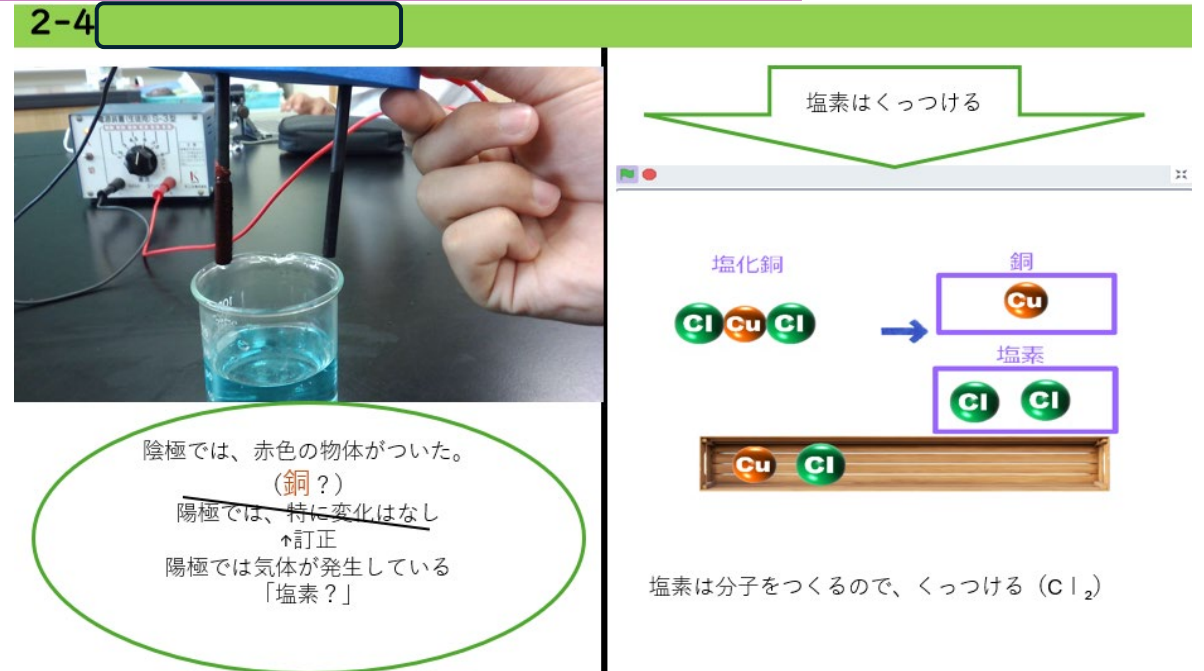 2-4
陰極では、赤色の物体がついた。
（銅？）
陽極では、特に変化はなし
↑訂正
陽極では気体が発生している
「塩素？」
塩素はくっつける
塩化銅
銅
Cl Cu Cl
→
Cu
塩素
Cl Cl
Cu Cl
塩素は分子をつくるので、くっつける（Cｌ₂）